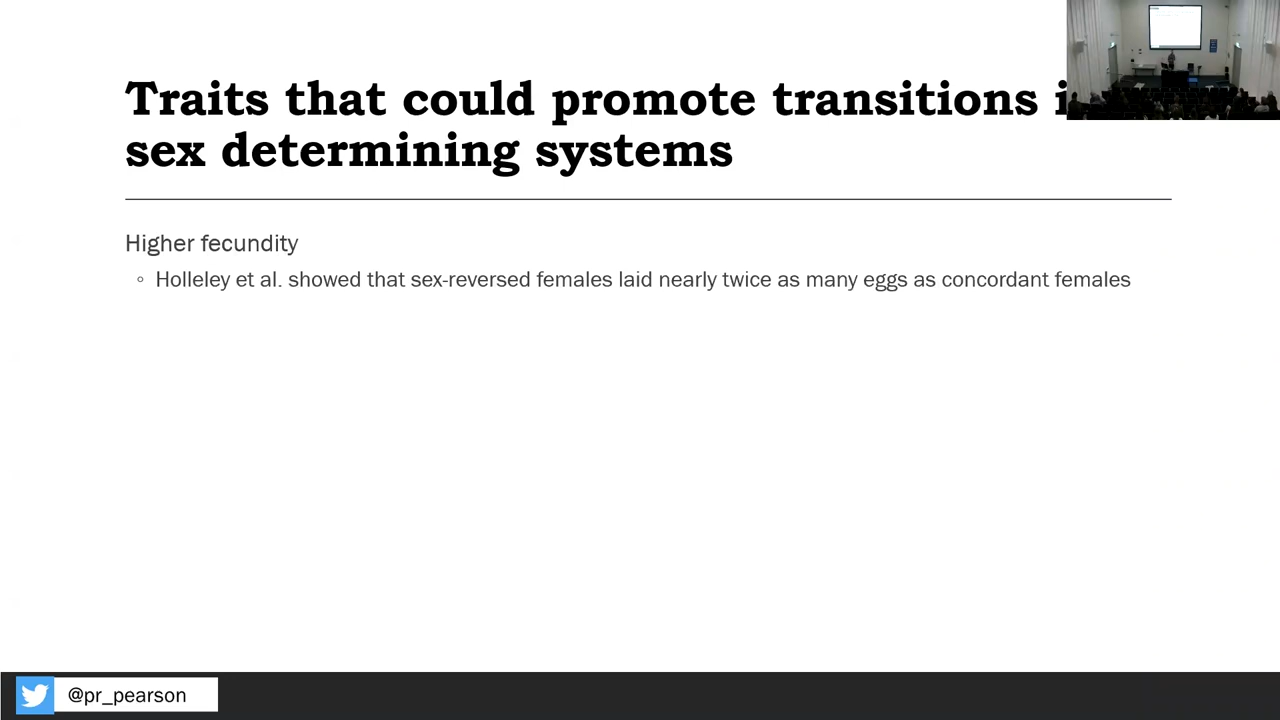 Traits that could promote transitions i
sex determining systems
Higher fecundity
◦ Holleley et al. showed that sex-reversed females laid nearly twice as many eggs as concordant females
@pr_pearson